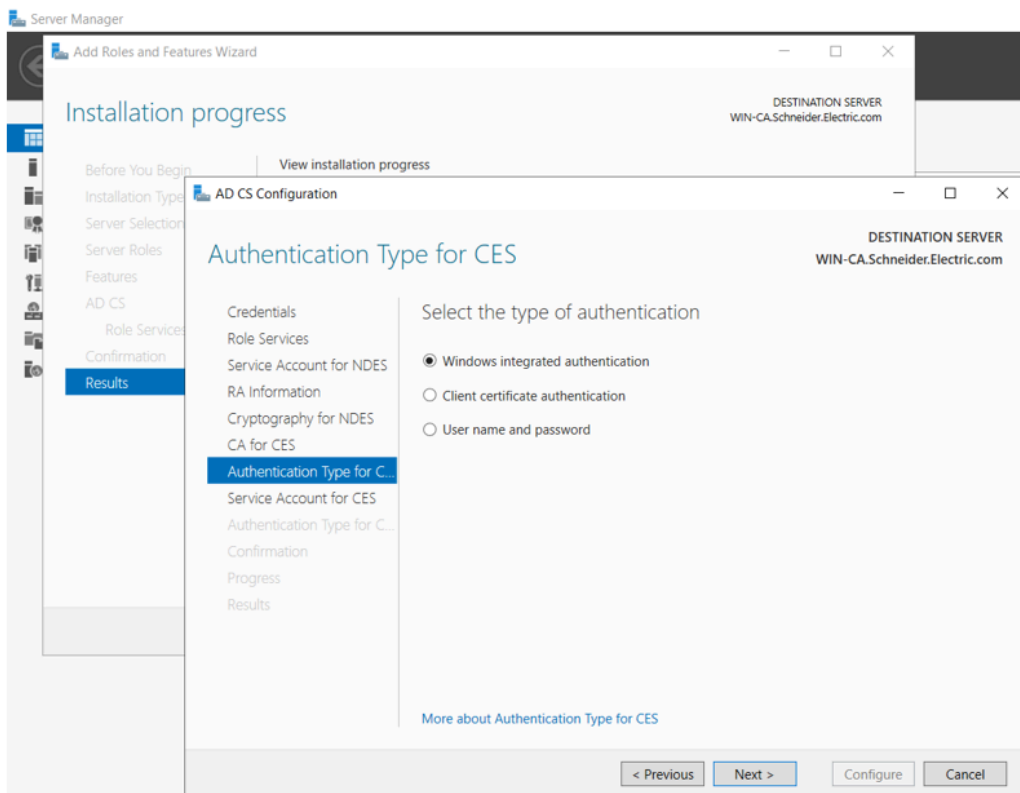 Server Manager
Add Roles and Features Wizard
Installation progress
DESTINATION SERVER
WIN-CA.Schneider.Electric.com
Before You Begin
Installation Type
Server Selection
Server Roles
Features
AD CS
Role Services
Confirmation
Results
View installation progress
AD CS Configuration
Authentication Type for CES
DESTINATION SERVER
WIN-CA.Schneider.Electric.com
Credentials
Role Services
Service Account for NDES
RA Information
Cryptography for NDES
CA for CES
Authentication Type for C...
Service Account for CES
Authentication Type for C...
Confirmation
Progress
Results
Select the type of authentication
Windows integrated authentication
Client certificate authentication
User name and password
More about Authentication Type for CES
< Previous
Next >
Configure
Cancel